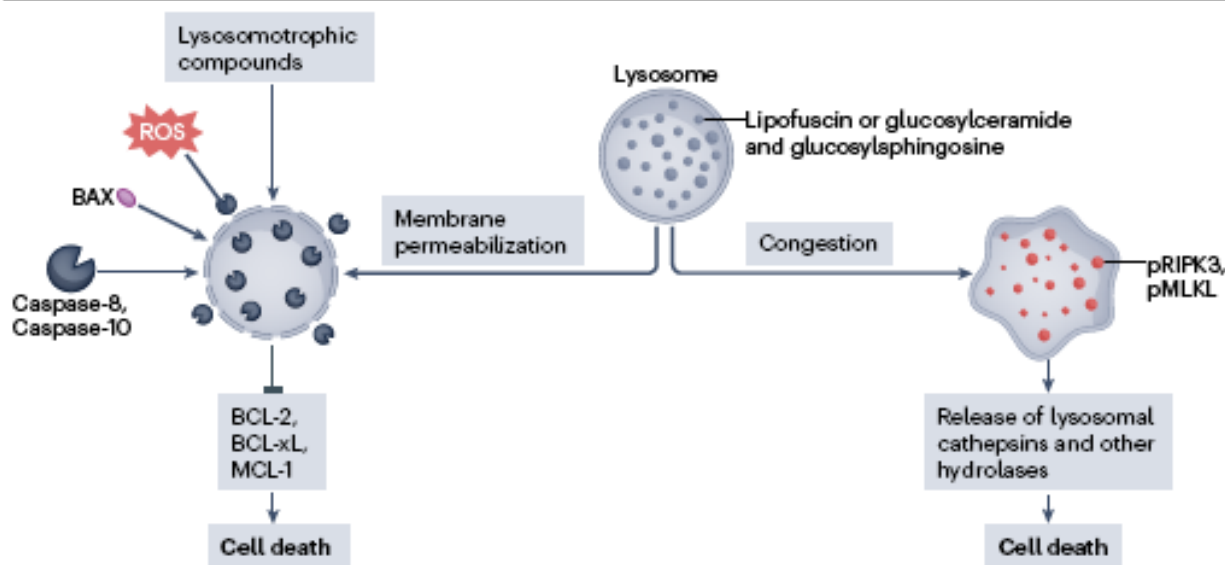 Lysosomotrophic
compounds
ROS
BAX
Caspase-8,
Caspase-10
Membrane
permeabilization
Lysosome
Lipofuscin or glucosylceramide
and glucosylsphingosine
Congestion
pRIPK3,
pMLKL
BCL-2,
BCL-xL,
MCL-1
Cell death
Release of lysosomal
cathepsins and other
hydrolases
Cell death